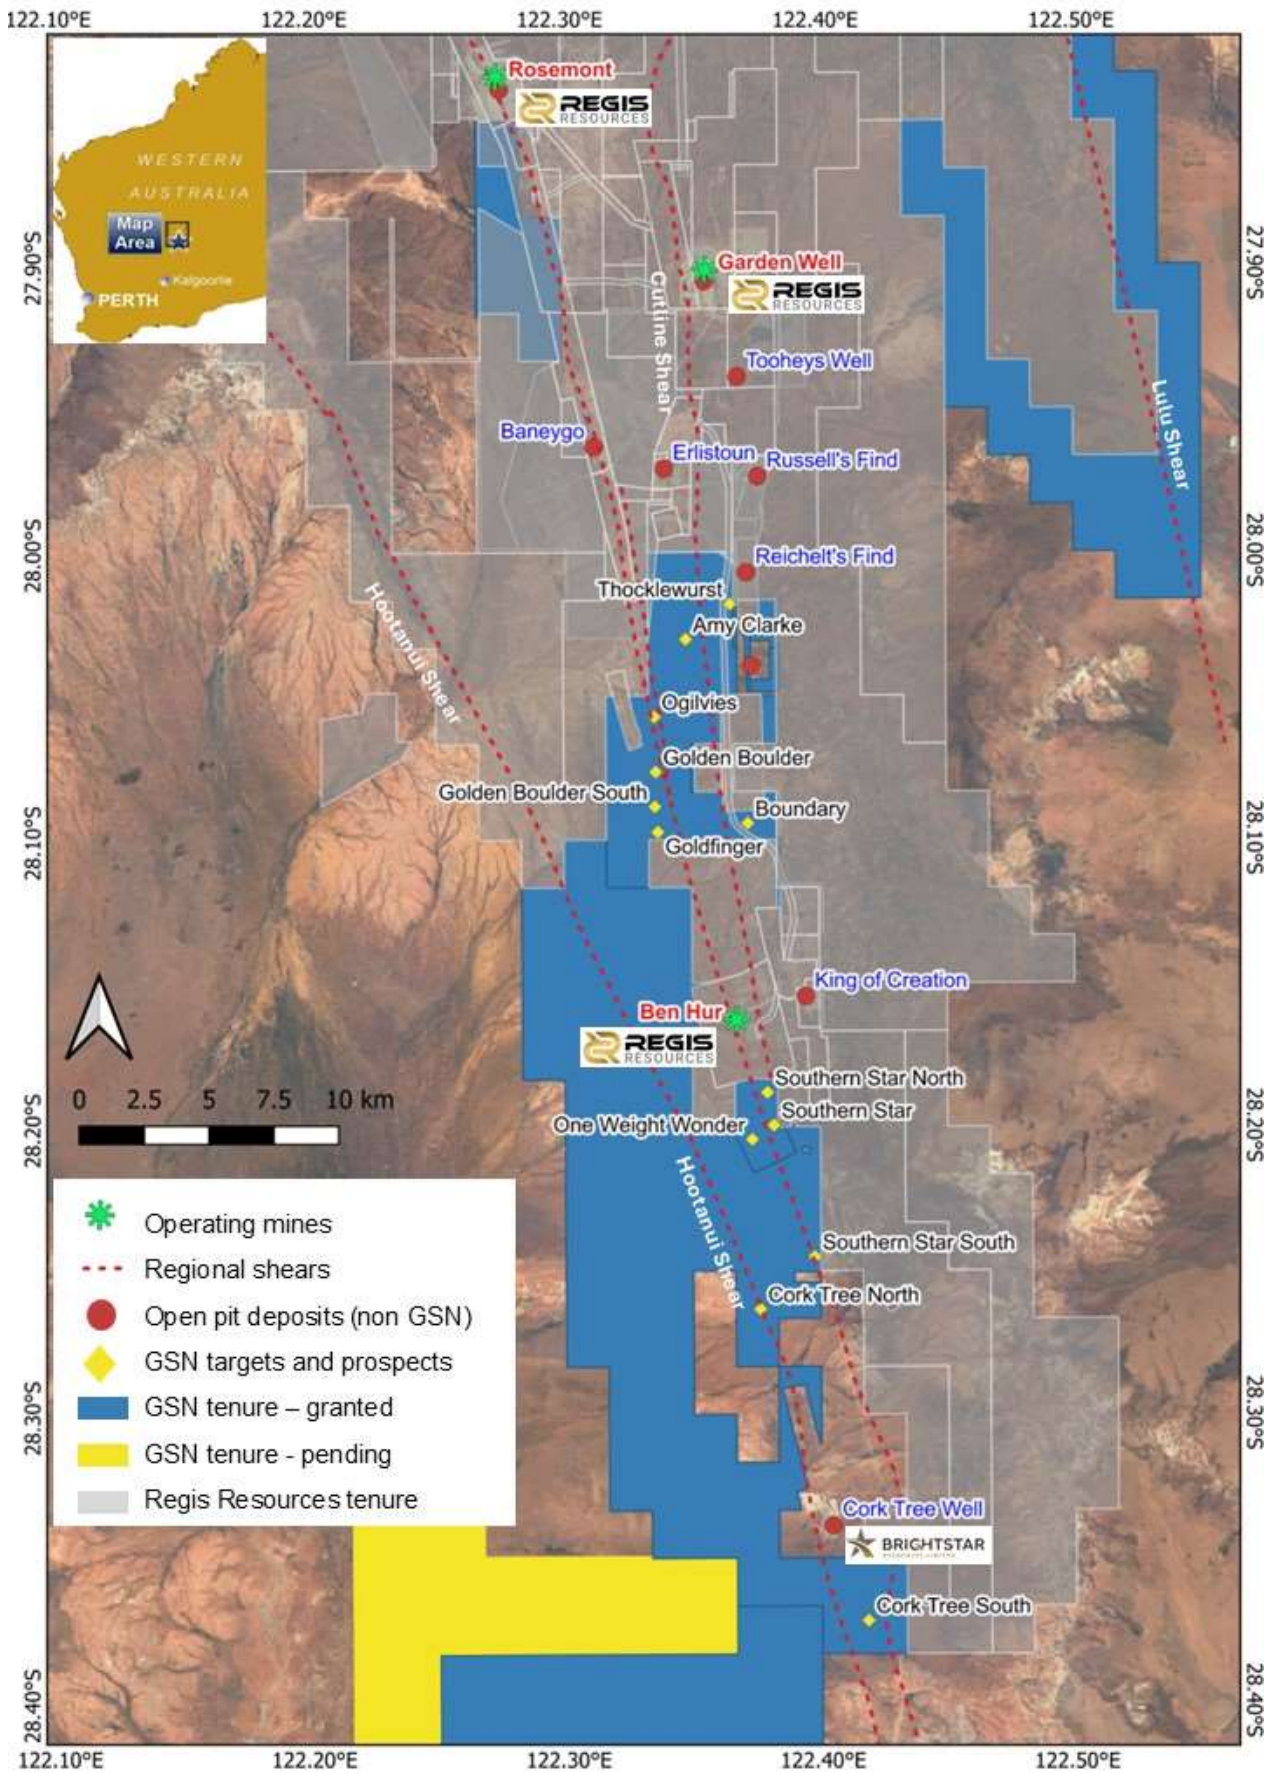 122.10°E
122.20°E
122.30°E
122.40°E
122.50°E
Rosemont
REGIS
RESOURCES
WESTERN
AUSTRALIA
Map
Area
Kalgoorlie
PERTH
27.90°S
27.90°S
Garden Well
REGIS
RESOURCES
Cutline Shear
Tooheys Well
Lulu Shear
Baneygo
Erlistoun
Russell's Find
28.00°S
28.00°S
Reichelt's Find
Thocklewurst
Amy Clarke
Hootanui Shear
Ogilvies
Golden Boulder
Golden Boulder South
Boundary
28.10°S
28.10°S
Goldfinger
King of Creation
Ben Hur
REGIS
RESOURCES
Southern Star North
0 2.5 5 7.5 10 km
Southern Star
One Weight Wonder
28.20°S
28.20°S
Hootanui Shear
Operating mines
Southern Star South
Regional shears
Cork Tree North
Open pit deposits (non GSN)
GSN targets and prospects
GSN tenure – granted
28.30°S
28.30°S
GSN tenure - pending
Regis Resources tenure
Cork Tree Well
BRIGHTSTAR
Cork Tree South
28.40°S
28.40°S
122.10°E
122.20°E
122.30°E
122.40°E
122.50°E